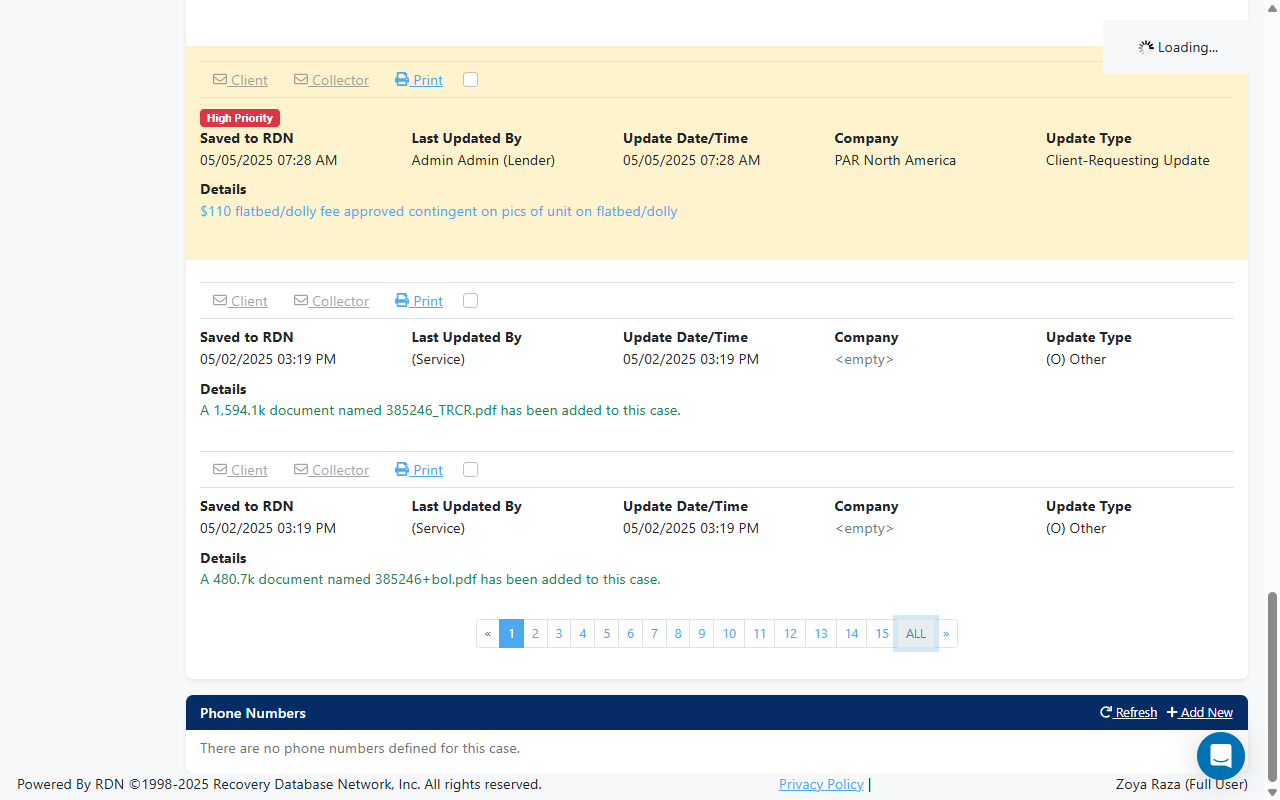 Loading...
Client Collector Print
High Priority
Saved to RDN Last Updated By Update Date/Time Company Update Type
05/05/2025 07:28 AM Admin Admin (Lender) 05/05/2025 07:28 AM PAR North America Client-Requesting Update
Details
$110 flatbed/dolly fee approved contingent on pics of unit on flatbed/dolly
Client Collector Print
Saved to RDN Last Updated By Update Date/Time Company Update Type
05/02/2025 03:19 PM (Service) 05/02/2025 03:19 PM <empty> (O) Other
Details
A 1,594.1k document named 385246_TRCR.pdf has been added to this case.
Client Collector Print
Saved to RDN Last Updated By Update Date/Time Company Update Type
05/02/2025 03:19 PM (Service) 05/02/2025 03:19 PM <empty> (O) Other
Details
A 480.7k document named 385246+bol.pdf has been added to this case.
« 1 2 3 4 5 6 7 8 9 10 11 12 13 14 15 ALL »
Phone Numbers Refresh Add New
There are no phone numbers defined for this case.
Powered By RDN ©1998-2025 Recovery Database Network, Inc. All rights reserved. Privacy Policy | Zoya Raza (Full User)